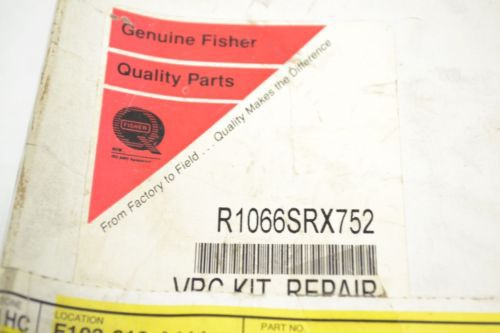 Genuine Fisher
Quality Parts
FISHER
From Factory to Field . . . Quality Makes the Difference
R1066SRX752
VRC KIT, REPAIR
HC
LOCATION
PART NO.